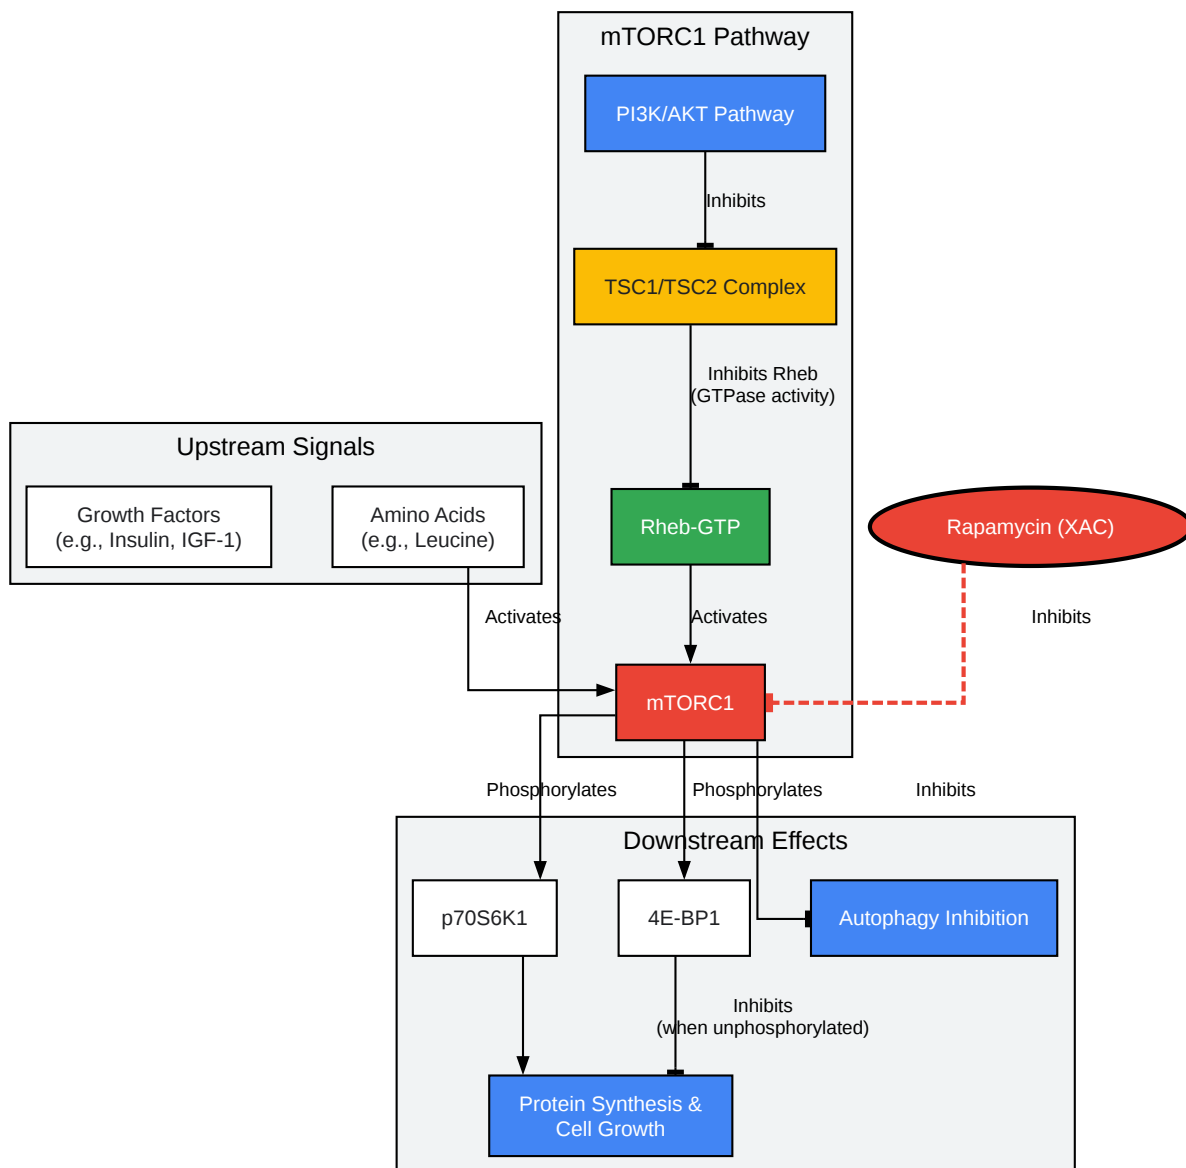 mTORC1 Pathway
PI3K/AKT Pathway
Inhibits
TSC1/TSC2 Complex
Inhibits Rheb
(GTPase activity)
Upstream Signals
Growth Factors
(e.g., Insulin, IGF-1)
Amino Acids
(e.g., Leucine)
Rheb-GTP
Rapamycin (XAC)
Activates
Activates
Inhibits
mTORC1
Phosphorylates
Phosphorylates
Inhibits
Downstream Effects
p70S6K1
4E-BP1
Autophagy Inhibition
Inhibits
(when unphosphorylated)
Protein Synthesis &
Cell Growth